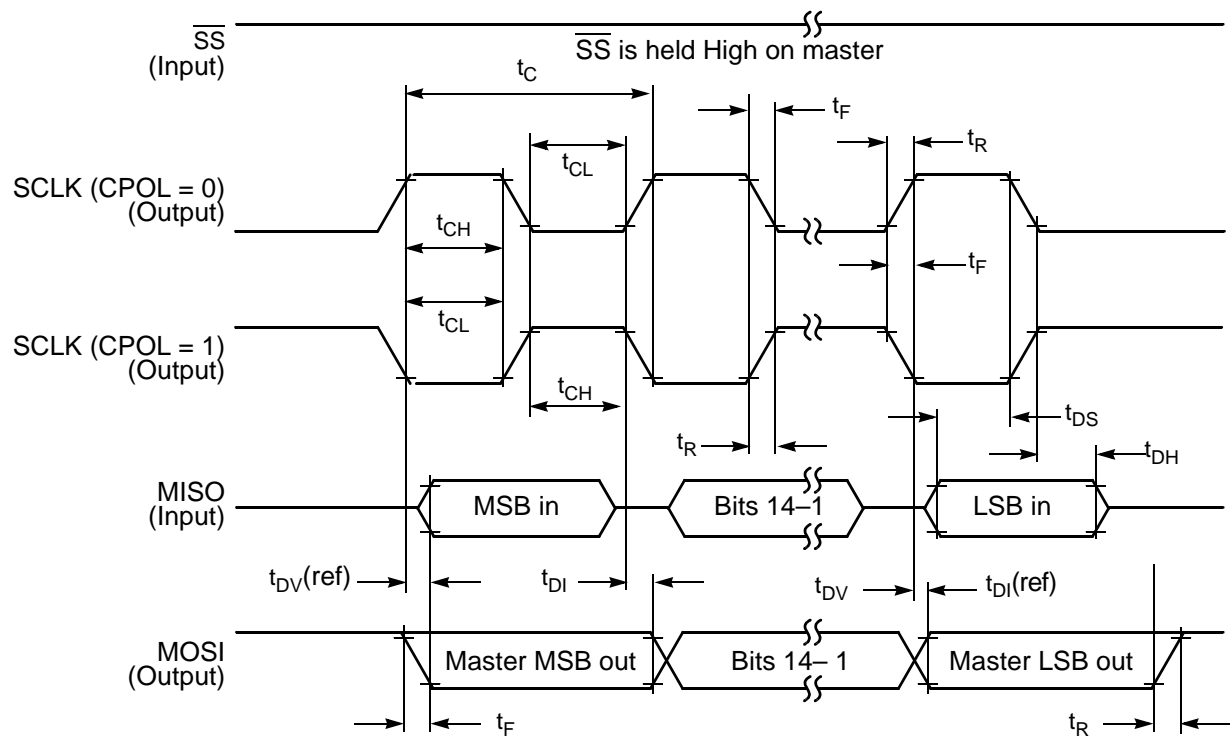 SS
(Input)
SS is held High on master
tC
tF
tR
tCL
SCLK (CPOL = 0)
(Output)
tCH
tF
tCL
SCLK (CPOL = 1)
(Output)
tCH
tDS
tR
tDH
MISO
(Input)
MSB in
Bits 14–1
LSB in
tDV(ref)
tDI
tDV
tDI(ref)
MOSI
(Output)
Master MSB out
Bits 14– 1
Master LSB out
tF
tR